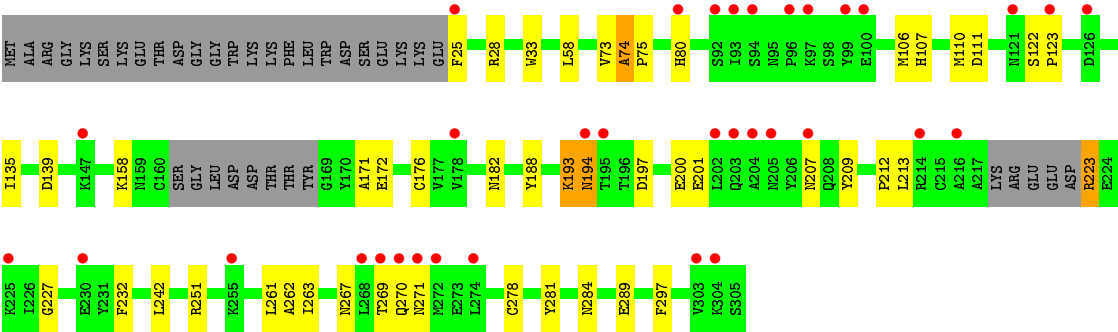 MET ALA ARG GLY LYS SER LYS GLU THR ASP GLY GLY TRP LYS LYS PHE LEU TRP ASP SER GLU LYS LYS GLU F25 R28 W33 L58 V73 A74 P75 H80 S92 I93 S94 N95 P96 K97 S98 Y99 E100 M106 H107 M110 D111 N121 S122 P123 D126
I135 D139 K147 K158 N159 C160 SER GLY LEU ASP ASP THR THR TYR G169 Y170 A171 E172 C176 V177 V178 N182 Y188 K193 N194 T195 T196 D197 E200 E201 L202 Q203 A204 N205 Y206 N207 Q208 Y209 P212 L213 R214 C215 A216 A217 LYS ARG GLU GLU ASP R223 E224
K225 I226 G227 E230 Y231 F232 L242 R251 K255 L261 A262 I263 N267 L268 T269 Q270 N271 M272 E273 L274 C278 Y281 N284 E289 F297 V303 K304 S305